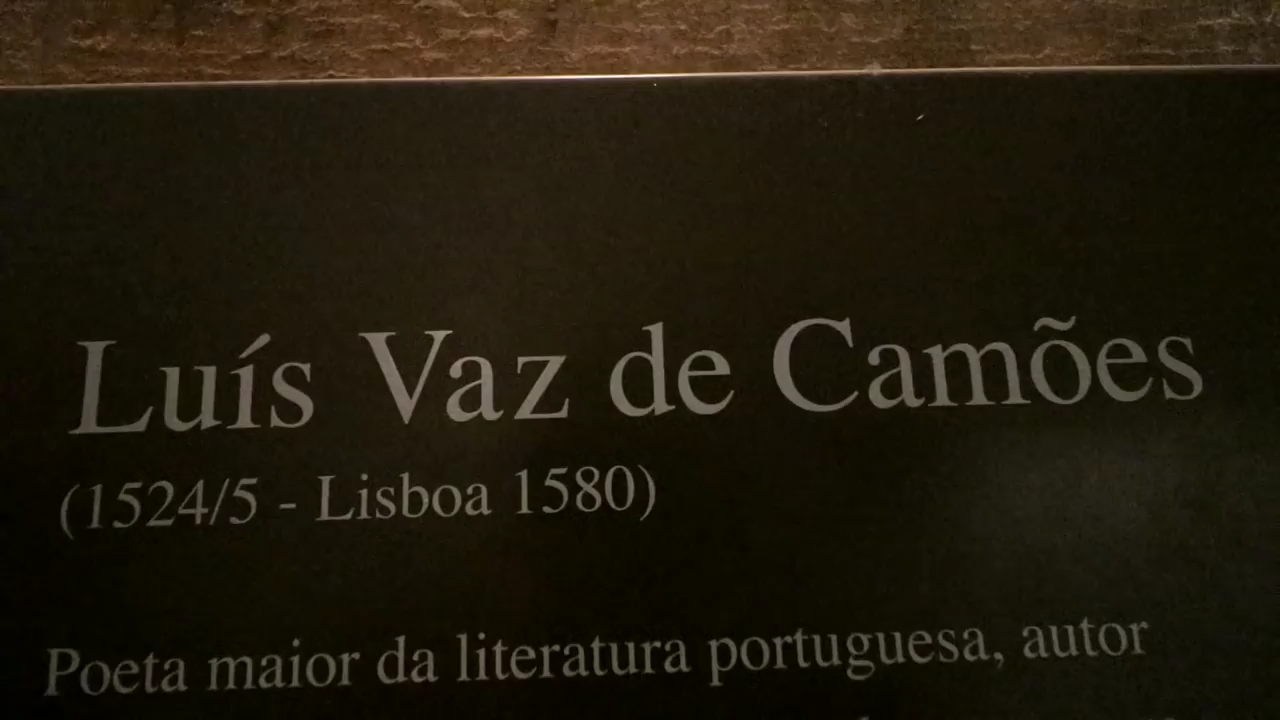 Luís Vaz de Camões
(1524/5 - Lisboa 1580)
Poeta maior da literatura portuguesa, autor